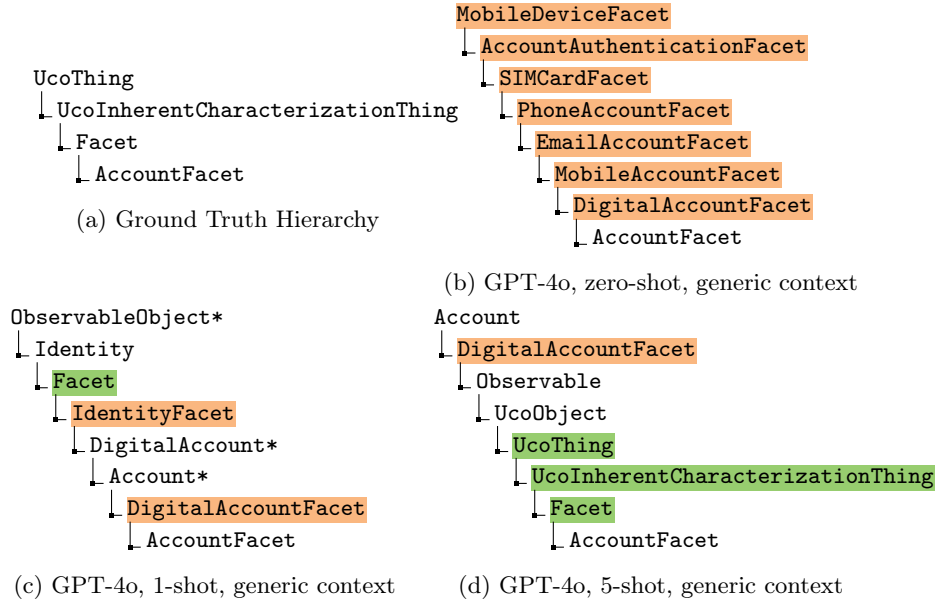 UcoThing
UcoInherentCharacterizationThing
Facet
AccountFacet
(a) Ground Truth Hierarchy
MobileDeviceFacet
AccountAuthenticationFacet
SIMCardFacet
PhoneAccountFacet
EmailAccountFacet
MobileAccountFacet
DigitalAccountFacet
AccountFacet
(b) GPT-4o, zero-shot, generic context
ObservableObject*
Identity
Facet
IdentityFacet
DigitalAccount*
Account*
DigitalAccountFacet
AccountFacet
(c) GPT-4o, 1-shot, generic context
Account
DigitalAccountFacet
Observable
UcoObject
UcoThing
UcoInherentCharacterizationThing
Facet
AccountFacet
(d) GPT-4o, 5-shot, generic context